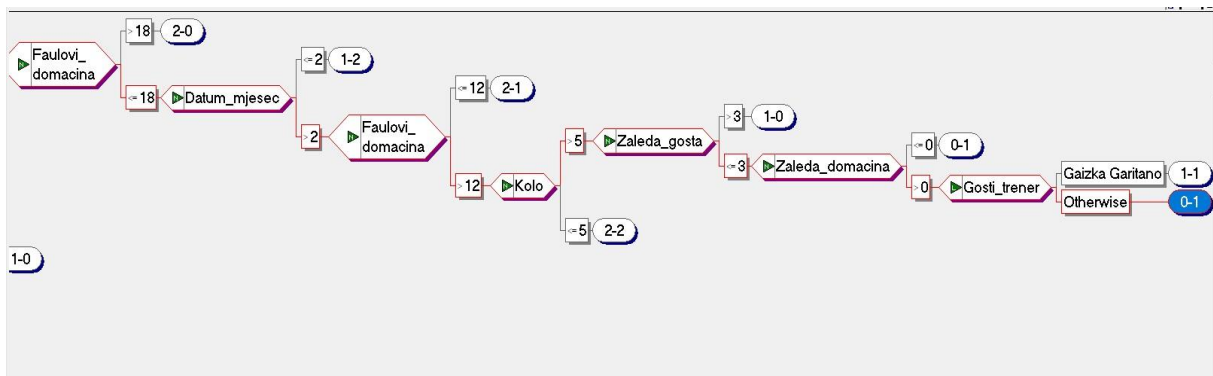 >18
2-0
Faulovi_
domacina
<=18
Datum_mjesec
<=2
1-2
>2
Faulovi_
domacina
<=12
2-1
>12
Kolo
>5
Zaleda_gosta
>3
1-0
<=3
Zaleda_domacina
<=0
0-1
>0
Gosti_trener
Gaizka Garitano
1-1
Otherwise
0-1
<=5
2-2
1-0